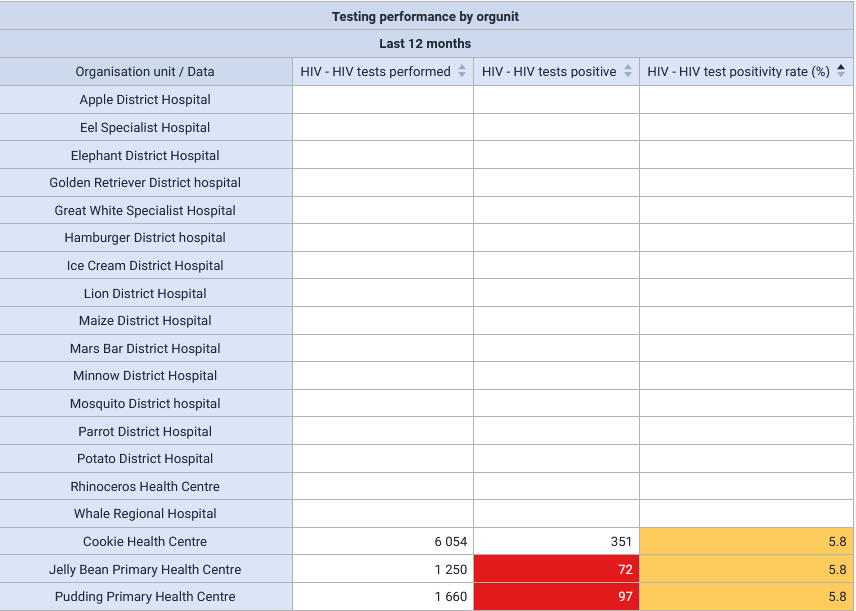 Testing performance by orgunit
Last 12 months
Organisation unit / Data HIV - HIV tests performed HIV - HIV tests positive HIV - HIV test positivity rate (%)
Apple District Hospital
Eel Specialist Hospital
Elephant District Hospital
Golden Retriever District hospital
Great White Specialist Hospital
Hamburger District hospital
Ice Cream District Hospital
Lion District Hospital
Maize District Hospital
Mars Bar District Hospital
Minnow District Hospital
Mosquito District hospital
Parrot District Hospital
Potato District Hospital
Rhinoceros Health Centre
Whale Regional Hospital
Cookie Health Centre 6 054 351 5.8
Jelly Bean Primary Health Centre 1 250 72 5.8
Pudding Primary Health Centre 1 660 97 5.8